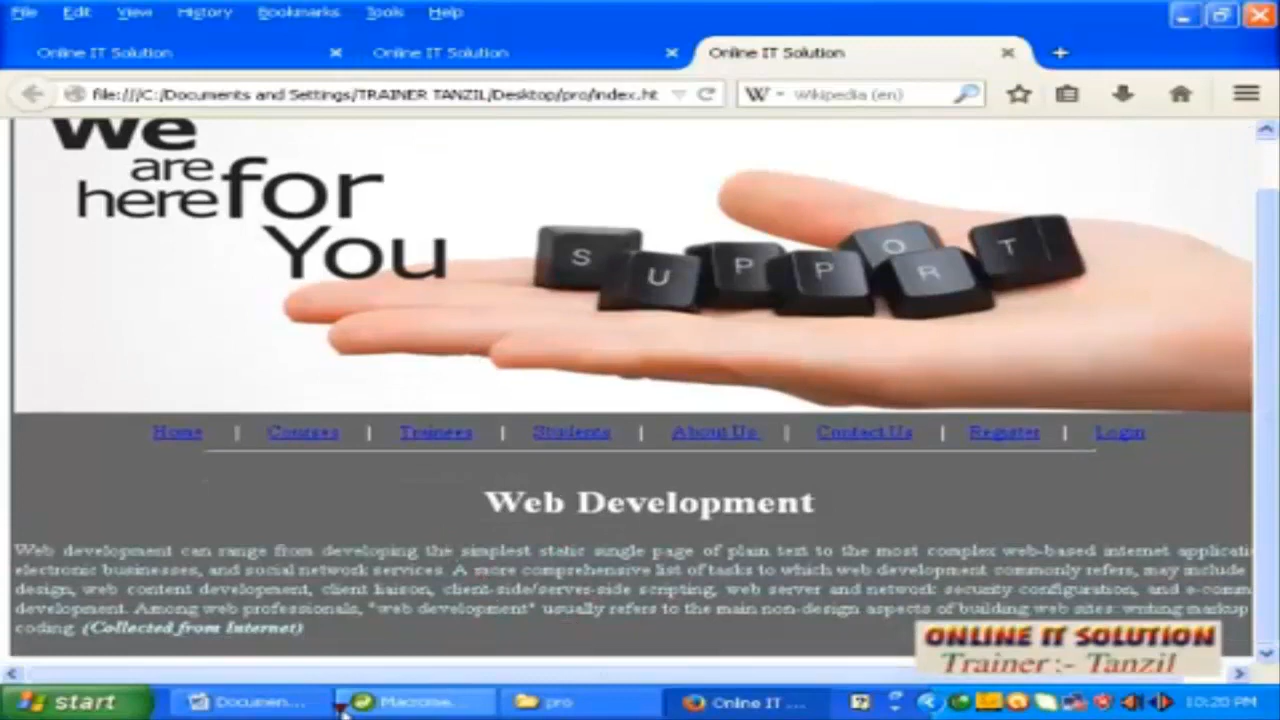 File Edit View History Bookmarks Tools Help
Online IT Solution Online IT Solution Online IT Solution
file:///C:/Documents and Settings/TRAINER TANZIL/Desktop/pro/index.ht Wikipedia (en)
We
are
here for
You
S U P P O R T
Home | Courses | Trainees | Students | About Us | Contact Us | Register | Login
Web Development
Web development can range from developing the simplest static single page of plain text to the most complex web-based internet applicati
electronic businesses, and social network services. A more comprehensive list of tasks to which web development commonly refers, may include
design, web content development, client liaison, client-side/server-side scripting, web server and network security configuration, and e-comm
development. Among web professionals, "web development" usually refers to the main non-design aspects of building web sites: writing markup
coding. (Collected from Internet)
ONLINE IT SOLUTION
Trainer :- Tanzil
start Documen... Macrome... pro Online IT ... 10:20 PM